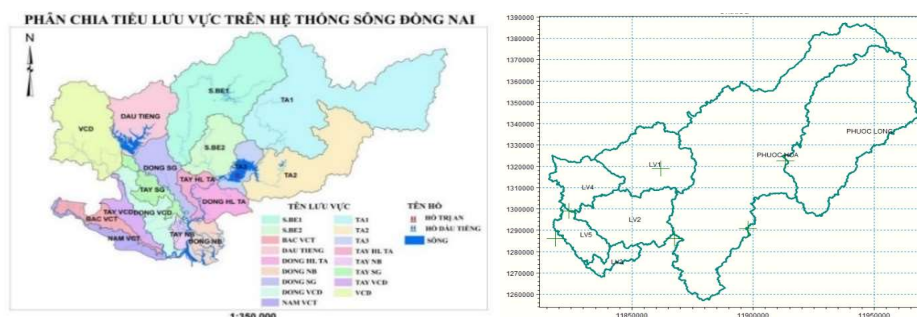 PHÂN CHIA TIỂU LƯU VỰC TRÊN HỆ THỐNG SÔNG ĐỒNG NAI
N
S.BE1
TA1
VCD
DAU TIENG
S.BE2
TA3
TA2
DONG SG
TAY HL TA
TAY SG
DONG HL TA
TAY VCD
DONG VCD
BAC VCT
TAY NB
NAM VCT
DONG NB
TÊN LƯU VỰC
TÊN HỒ
S.BE1
TA1
HỒ TRỊ AN
S.BE2
TA2
HỒ DẦU TIẾNG
BAC VCT
TA3
SÔNG
DAU TIENG
TAY HL TA
DONG HL TA
TAY NB
DONG NB
TAY SG
DONG SG
TAY VCD
DONG VCD
VCD
NAM VCT
1:350.000
1390000
1380000
1370000
1360000
1350000
1340000
1330000
1320000
1310000
1300000
1290000
1280000
1270000
1260000
PHUOC LONG
PHUOC HOA
LV1
LV4
LV2
LV5
11850000
11900000
11950000